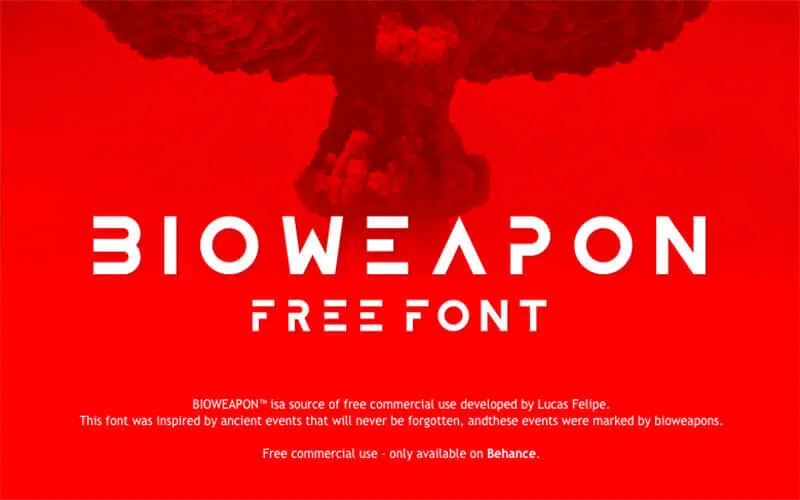 BIOWEAPON
FREE FONT
BIOWEAPON™ isa source of free commercial use developed by Lucas Felipe.
This font was inspired by ancient events that will never be forgotten, andthese events were marked by bioweapons.
Free commercial use - only available on Behance.